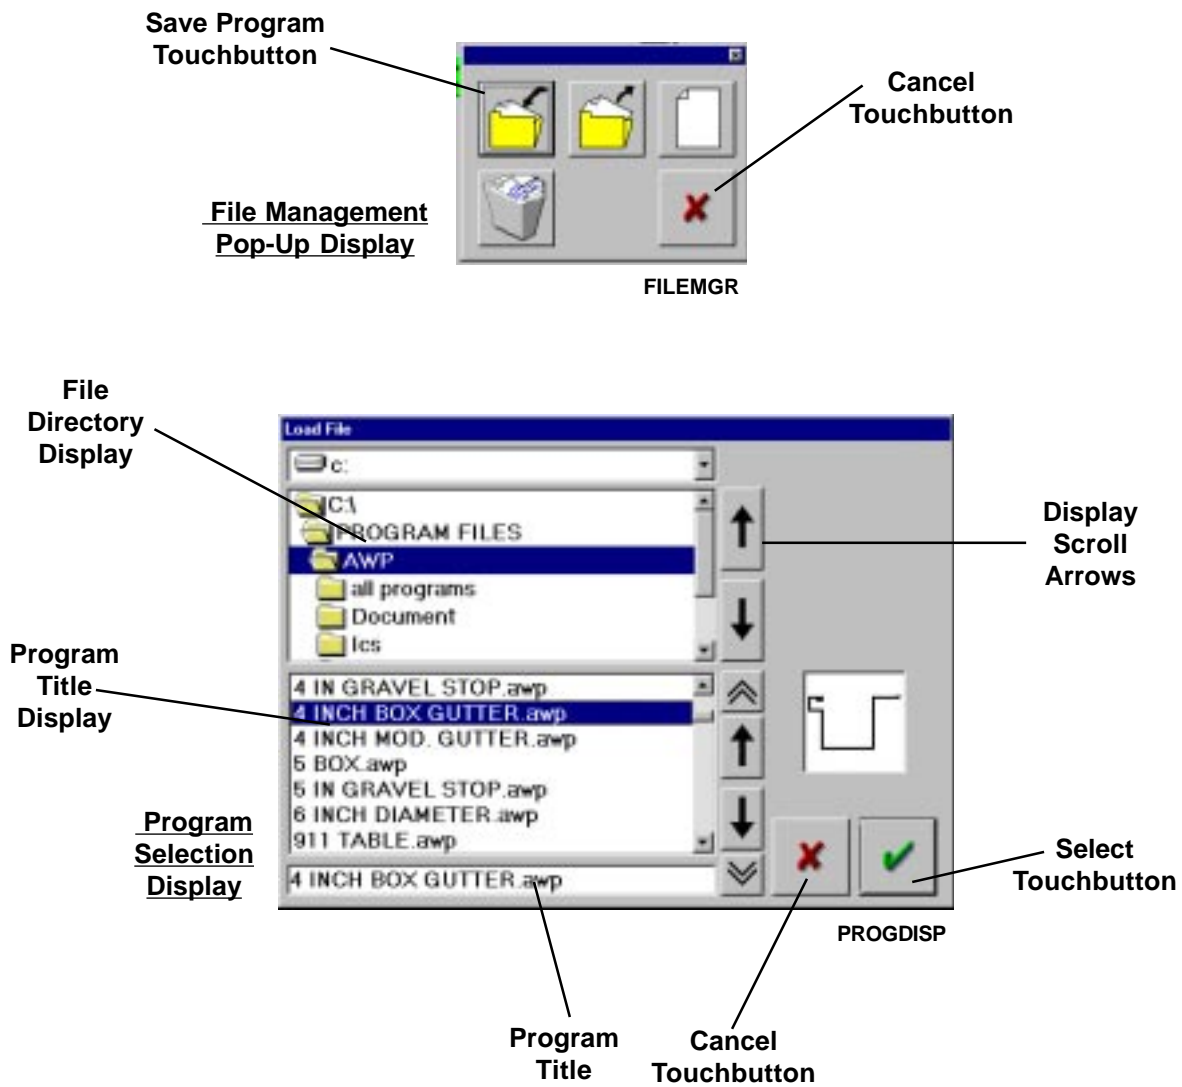 Save Program
Touchbutton
Cancel
Touchbutton
File Management
Pop-Up Display
FILEMGR
File
Directory
Display
Load File
c:
C:\
PROGRAM FILES
AWP
all programs
Document
Ics
Display
Scroll
Arrows
Program
Title
Display
4 IN GRAVEL STOP.awp
4 INCH BOX GUTTER.awp
4 INCH MOD. GUTTER.awp
5 BOX.awp
5 IN GRAVEL STOP.awp
6 INCH DIAMETER.awp
911 TABLE.awp
Program
Selection
Display
4 INCH BOX GUTTER.awp
Select
Touchbutton
PROGDISP
Program
Title
Cancel
Touchbutton